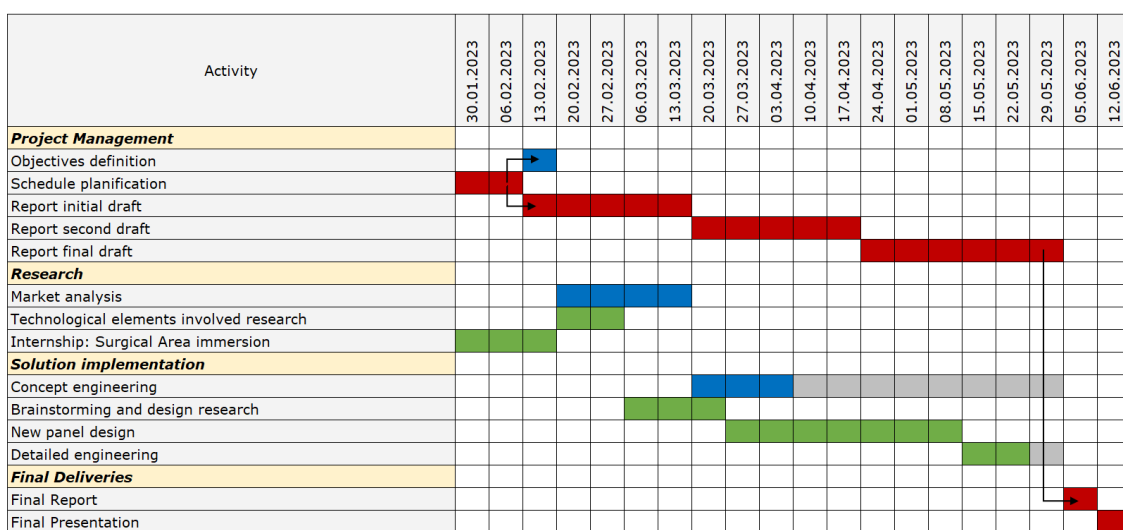 Activity
30.01.2023
06.02.2023
13.02.2023
20.02.2023
27.02.2023
06.03.2023
13.03.2023
20.03.2023
27.03.2023
03.04.2023
10.04.2023
17.04.2023
24.04.2023
01.05.2023
08.05.2023
15.05.2023
22.05.2023
29.05.2023
05.06.2023
12.06.2023
Project Management
Objectives definition
Schedule planification
Report initial draft
Report second draft
Report final draft
Research
Market analysis
Technological elements involved research
Internship: Surgical Area immersion
Solution implementation
Concept engineering
Brainstorming and design research
New panel design
Detailed engineering
Final Deliveries
Final Report
Final Presentation